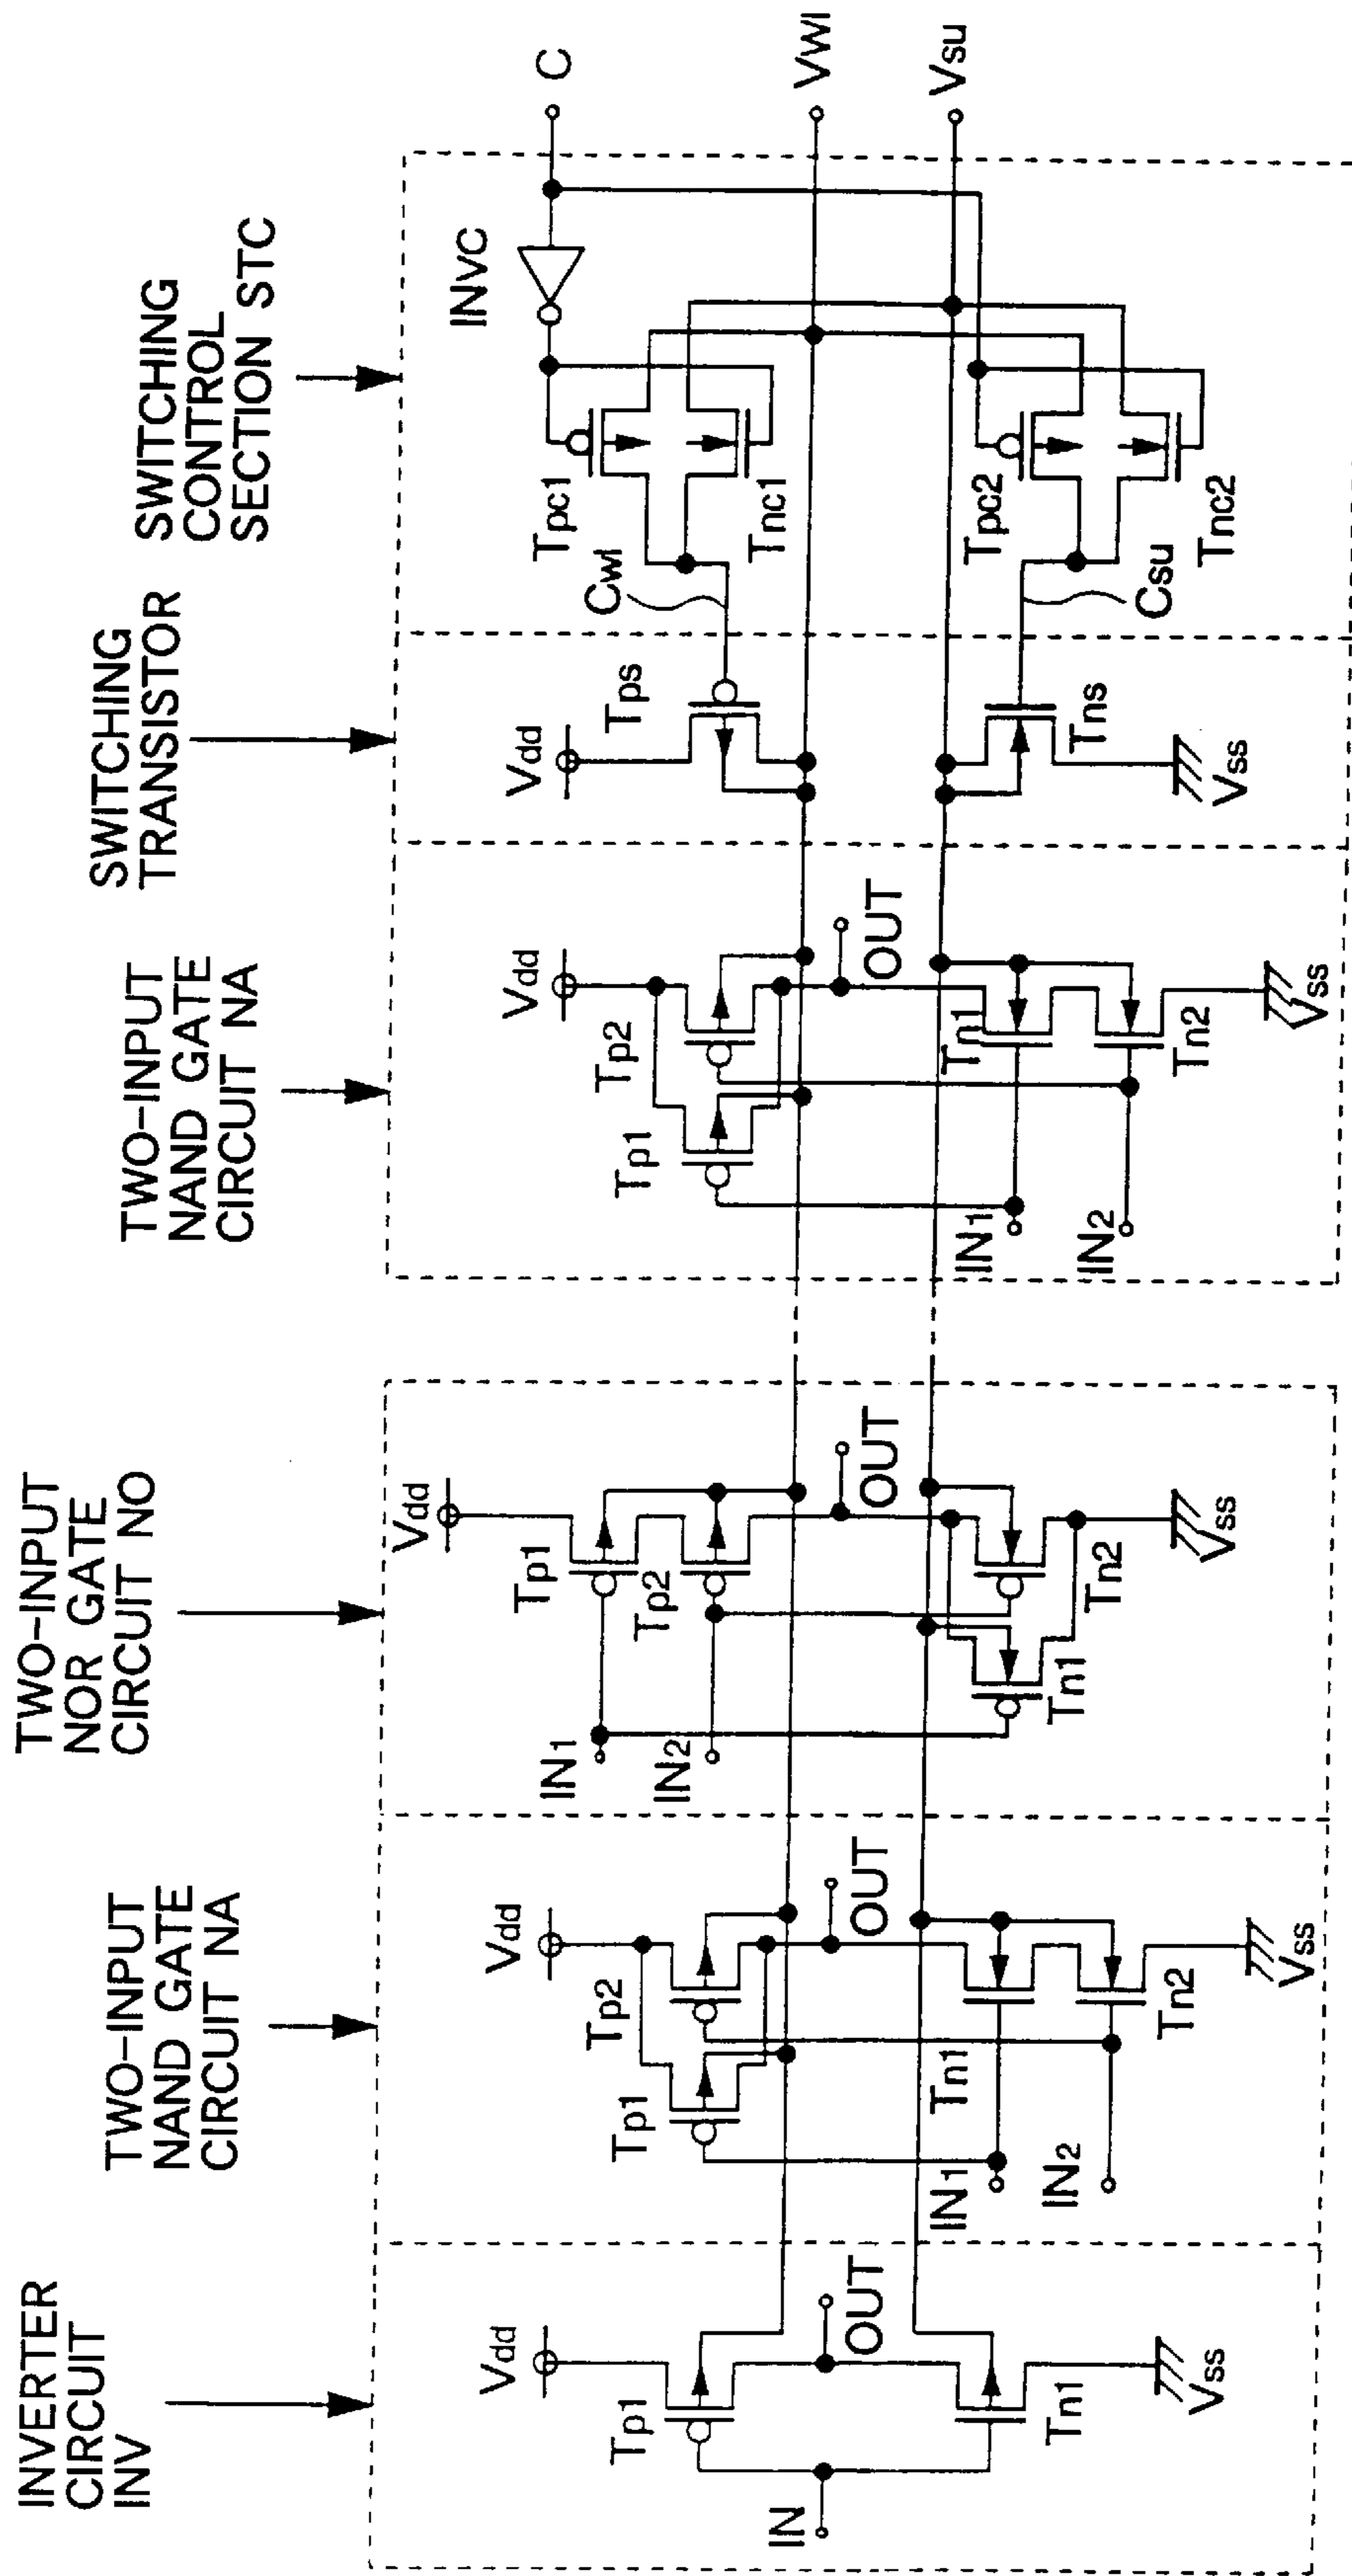 INVERTER
CIRCUIT
INV
TWO-INPUT
NAND GATE
CIRCUIT NA
TWO-INPUT
NOR GATE
CIRCUIT NO
TWO-INPUT
NAND GATE
CIRCUIT NA
SWITCHING
TRANSISTOR
SWITCHING
CONTROL
SECTION STC
Vdd
Tp1
IN
OUT
Tn1
Vss
Vdd
Tp1
Tp2
OUT
IN1
Tn1
IN2
Tn2
Vss
Vdd
Tp1
Tp2
IN1
IN2
OUT
Tn1
Tn2
Vss
Vdd
Tp1
Tp2
OUT
IN1
Tn1
IN2
Tn2
Vss
Vdd
Tps
Tns
Vss
INVC
C
Tpc1
Tnc1
Cwl
Vwl
Vsu
Tpc2
Tnc2
Csu